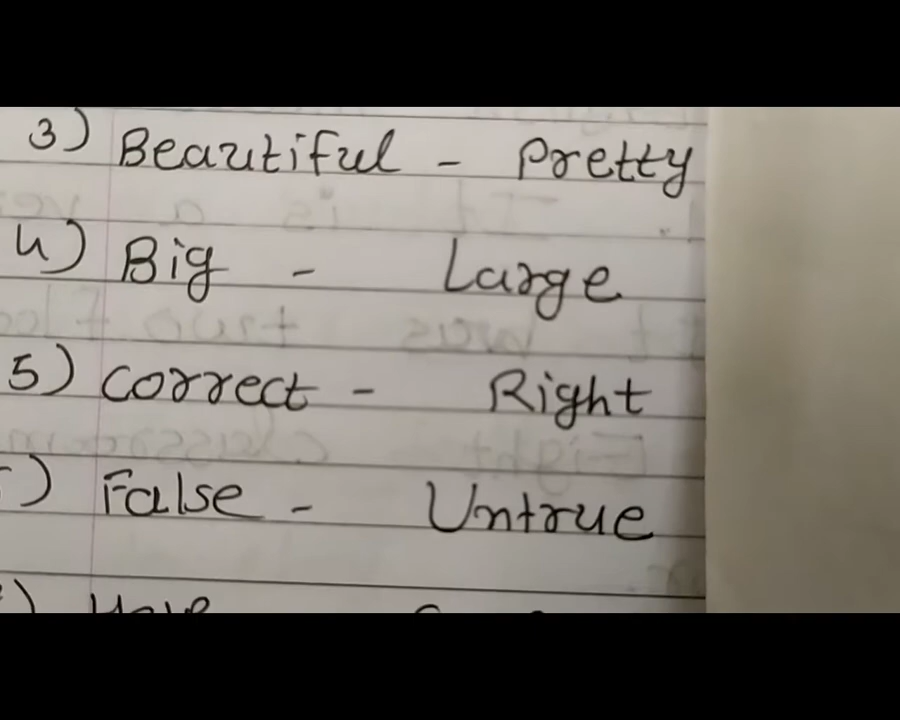 3) Beautiful - Pretty
4) Big - Large
5) Correct - Right
) False - Untrue